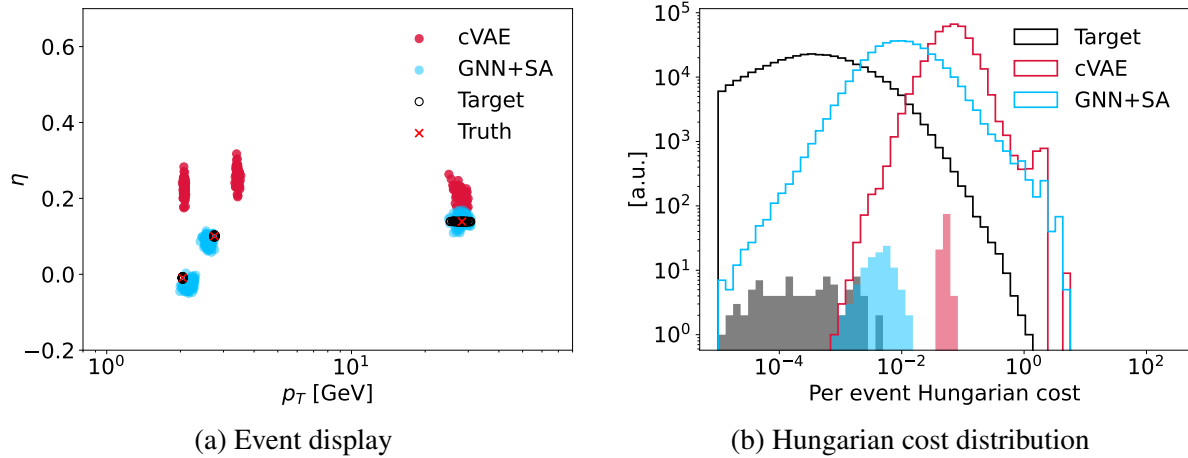 cVAE
GNN+SA
Target
Truth
0.6
0.4
0.2
0.0
−0.2
η
10⁰
10¹
p_T [GeV]
(a) Event display
Target
cVAE
GNN+SA
10⁵
10⁴
10³
10²
10¹
10⁰
[a.u.]
10⁻⁴
10⁻²
10⁰
10²
Per event Hungarian cost
(b) Hungarian cost distribution